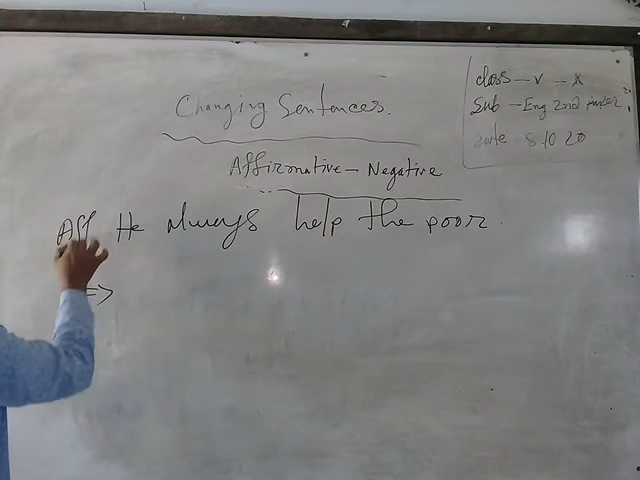 Class - V - X
Sub - Eng 2nd paper
Date 5.10 20
Changing Sentences.
Affirmative - Negative
Aff He always help the poor.
=>